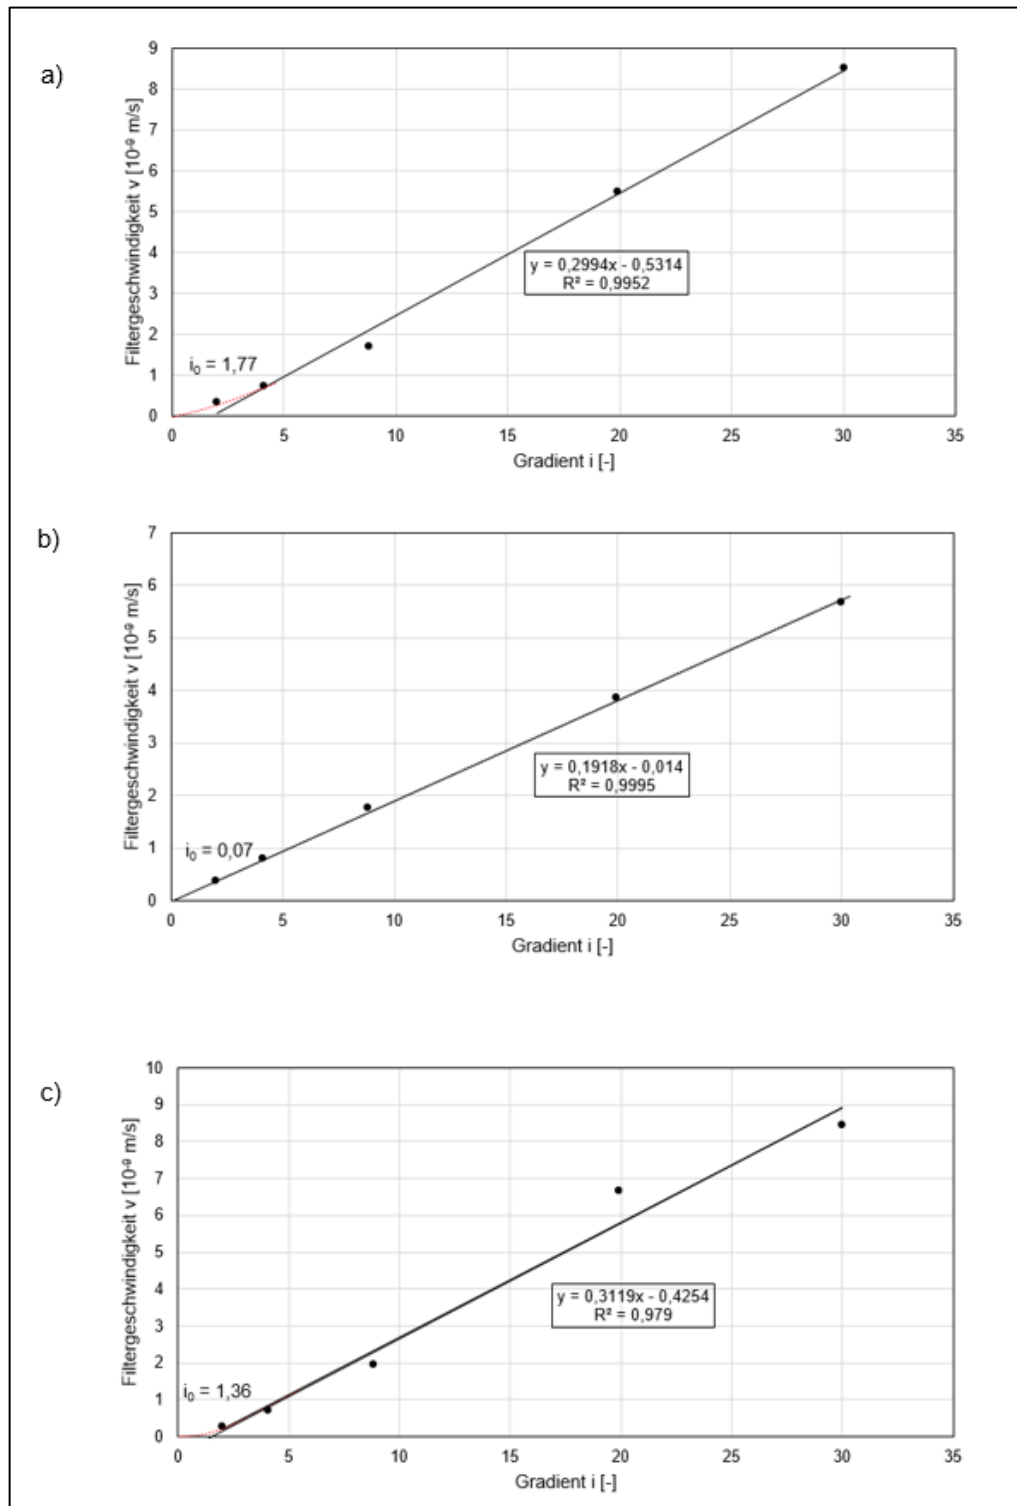 a)
Filtergeschwindigkeit v [10⁻⁹ m/s]
9
8
7
6
5
4
3
2
1
0
y = 0,2994x - 0,5314
R² = 0,9952
i₀ = 1,77
0 5 10 15 20 25 30 35
Gradient i [-]
b)
Filtergeschwindigkeit v [10⁻⁹ m/s]
7
6
5
4
3
2
1
0
y = 0,1918x - 0,014
R² = 0,9995
i₀ = 0,07
0 5 10 15 20 25 30 35
Gradient i [-]
c)
Filtergeschwindigkeit v [10⁻⁹ m/s]
10
9
8
7
6
5
4
3
2
1
0
y = 0,3119x - 0,4254
R² = 0,979
i₀ = 1,36
0 5 10 15 20 25 30 35
Gradient i [-]